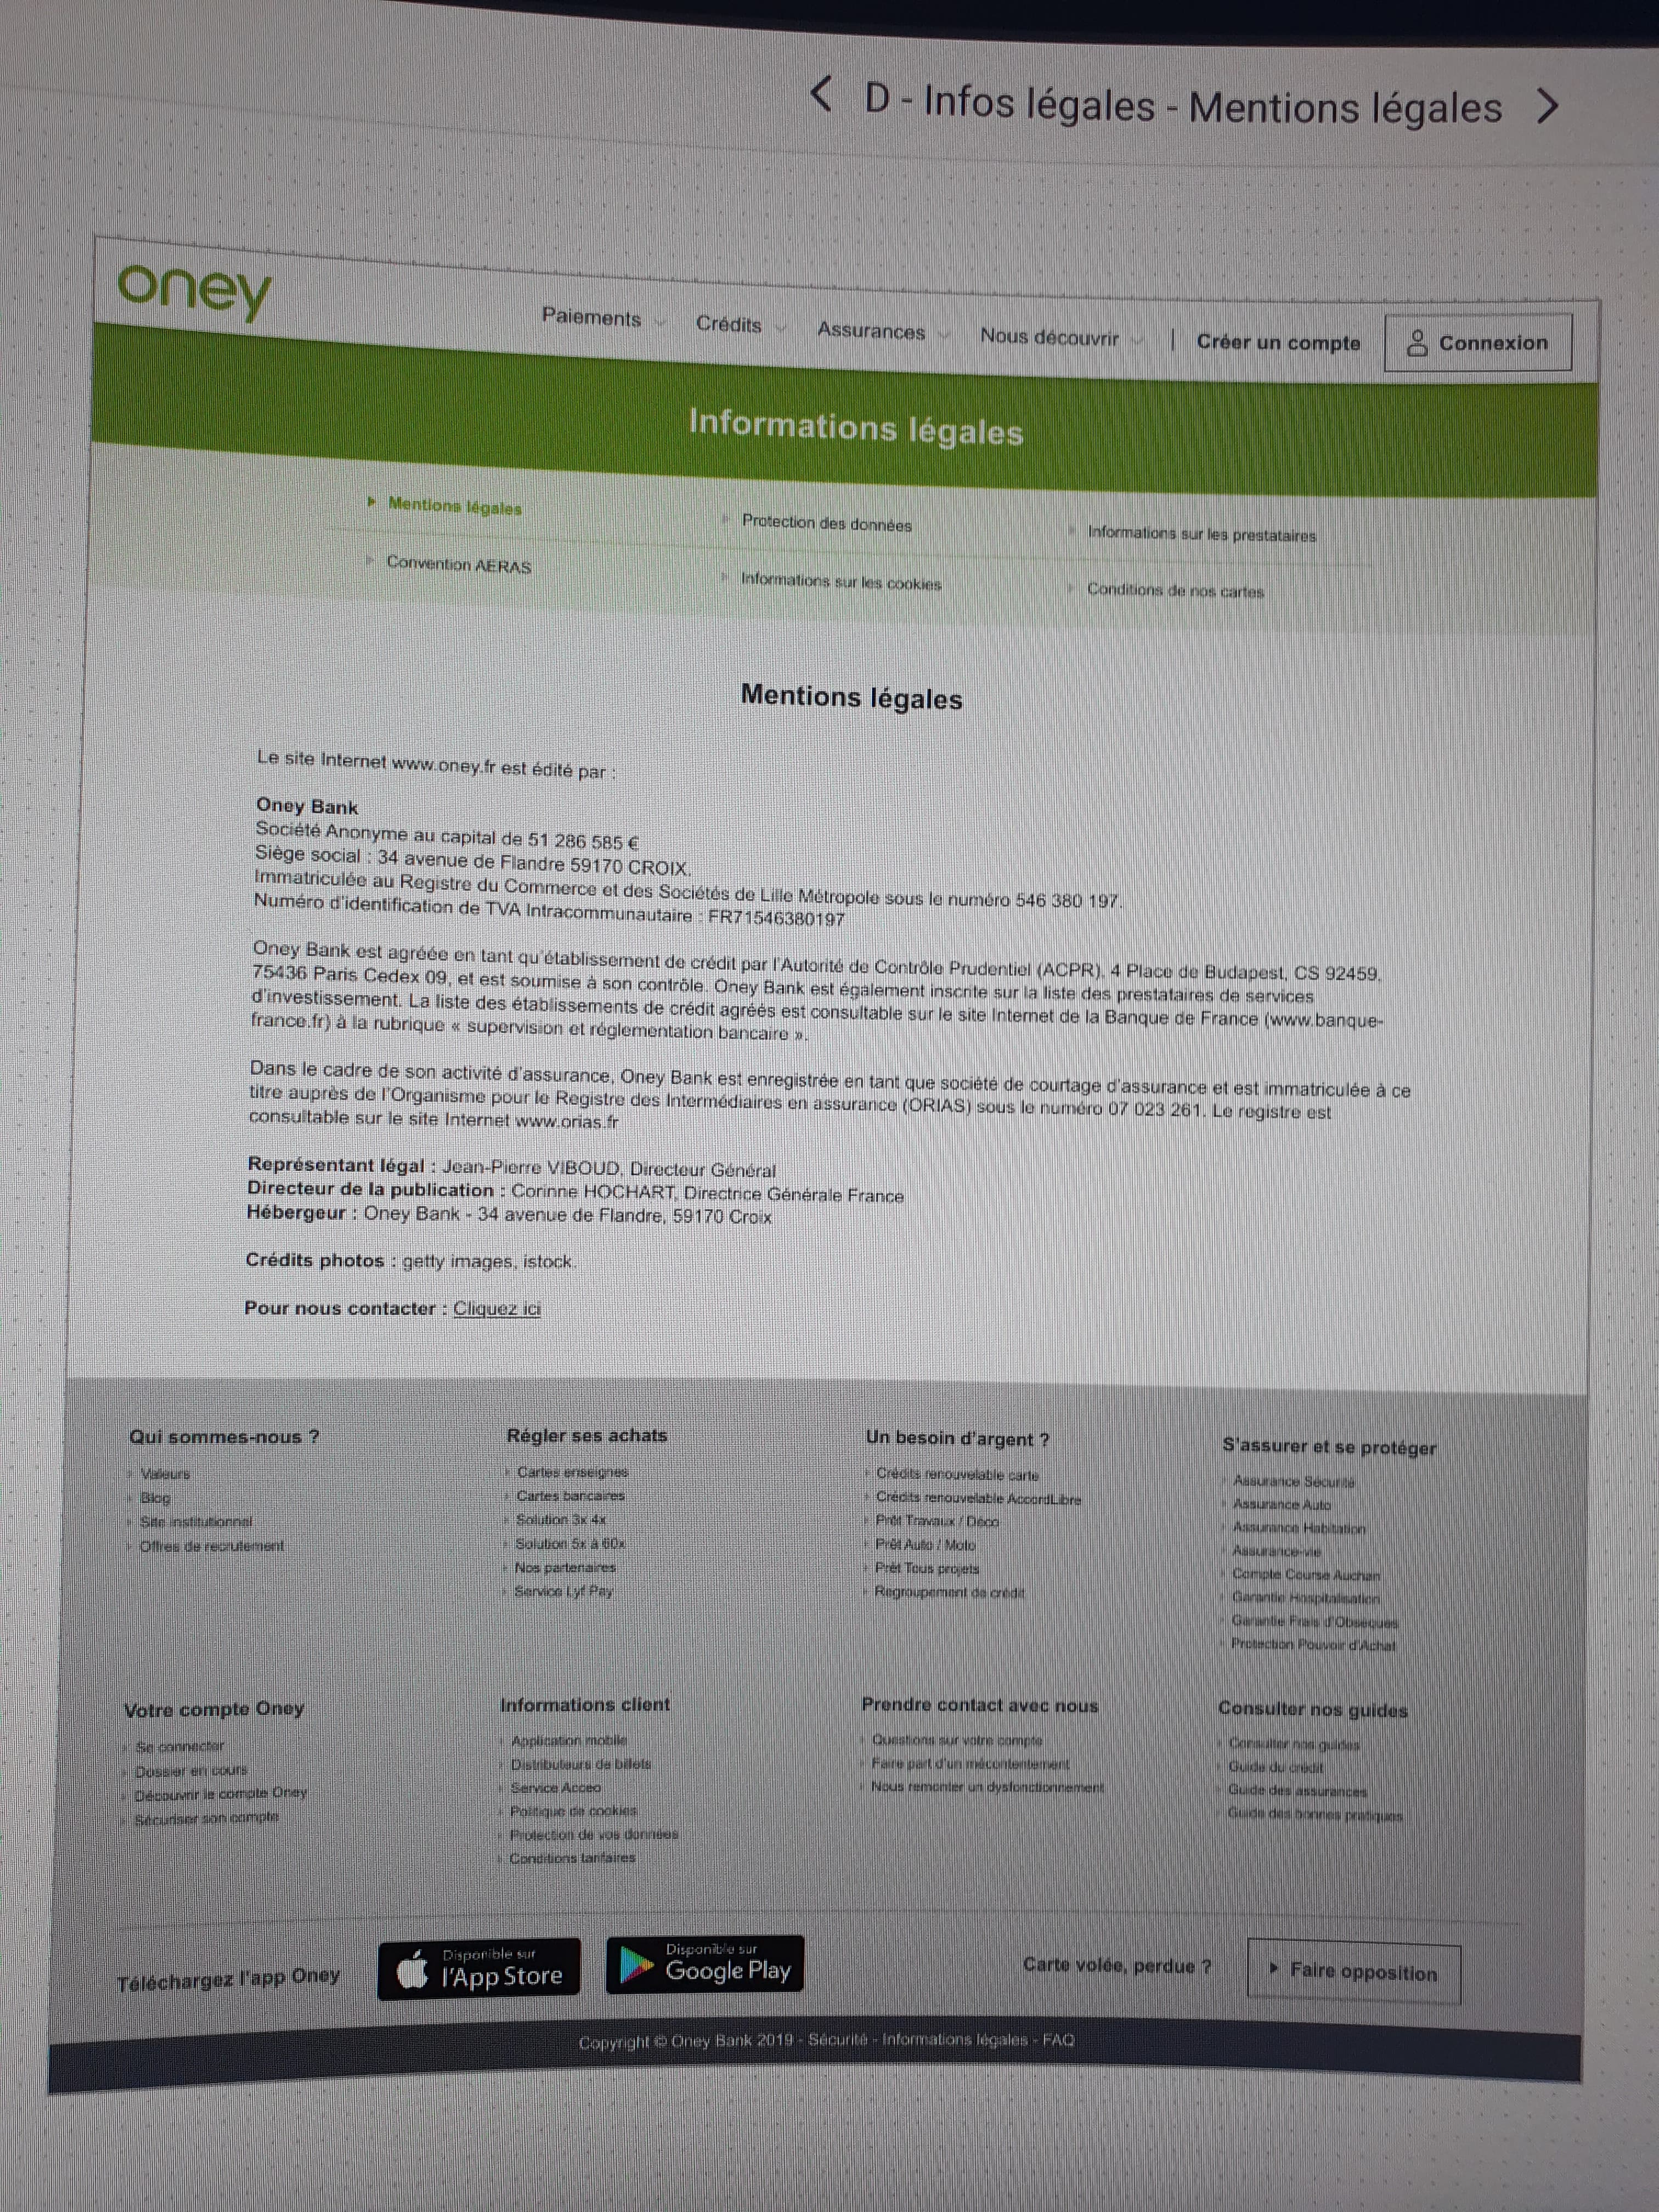 D - Infos légales - Mentions légales
oney
Paiements
Crédits
Assurances
Nous découvrir
Créer un compte
Connexion
Informations légales
Mentions légales
Protection des données
Informations sur les prestataires
Convention AERAS
Informations sur les cookies
Conditions de nos cartes
Mentions légales
Le site Internet www.oney.fr est édité par :
Oney Bank
Société Anonyme au capital de 51 286 585 €
Siège social : 34 avenue de Flandre 59170 CROIX.
Immatriculée au Registre du Commerce et des Sociétés de Lille Métropole sous le numéro 546 380 197.
Numéro d'identification de TVA Intracommunautaire : FR71546380197
Oney Bank est agréée en tant qu'établissement de crédit par l'Autorité de Contrôle Prudentiel (ACPR), 4 Place de Budapest, CS 92459,
75436 Paris Cedex 09, et est soumise à son contrôle. Oney Bank est également inscrite sur la liste des prestataires de services
d'investissement. La liste des établissements de crédit agréés est consultable sur le site Internet de la Banque de France (www.banque-
france.fr) à la rubrique « supervision et réglementation bancaire ».
Dans le cadre de son activité d'assurance, Oney Bank est enregistrée en tant que société de courtage d'assurance et est immatriculée à ce
titre auprès de l'Organisme pour le Registre des Intermédiaires en assurance (ORIAS) sous le numéro 07 023 261. Le registre est
consultable sur le site Internet www.orias.fr
Représentant légal : Jean-Pierre VIBOUD, Directeur Général
Directeur de la publication : Corinne HOCHART, Directrice Générale France
Hébergeur : Oney Bank - 34 avenue de Flandre, 59170 Croix
Crédits photos : getty images, istock.
Pour nous contacter : Cliquez ici
Qui sommes-nous ?
Valeurs
Blog
Site institutionnel
Offres de recrutement
Régler ses achats
Cartes enseignes
Cartes bancaires
Solution 3x 4x
Solution 5x à 60x
Nos partenaires
Service Lyf Pay
Un besoin d'argent ?
Crédits renouvelable carte
Crédits renouvelable AccordLibre
Prêt Travaux / Déco
Prêt Auto / Moto
Prêt Tous projets
Regroupement de crédit
S'assurer et se protéger
Assurance Sécurité
Assurance Auto
Assurance Habitation
Assurance-vie
Compte Course Auchan
Garantie Hospitalisation
Garantie Frais d'Obsèques
Protection Pouvoir d'Achat
Votre compte Oney
Se connecter
Dossier en cours
Découvrir le compte Oney
Sécuriser son compte
Informations client
Application mobile
Distributeurs de billets
Service Acceo
Politique de cookies
Protection de vos données
Conditions tarifaires
Prendre contact avec nous
Questions sur votre compte
Faire part d'un mécontentement
Nous remonter un dysfonctionnement
Consulter nos guides
Consulter nos guides
Guide du crédit
Guide des assurances
Guide des bonnes pratiques
Téléchargez l'app Oney
Disponible sur
l'App Store
Disponible sur
Google Play
Carte volée, perdue ?
Faire opposition
Copyright © Oney Bank 2019 - Sécurité - Informations légales - FAQ